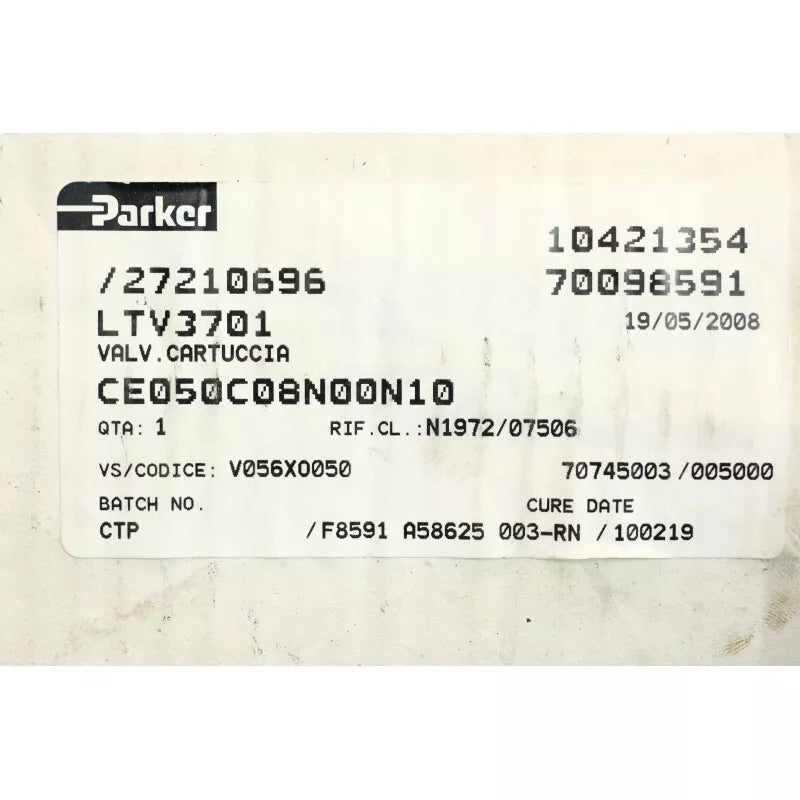 Parker
10421354
/27210696
70098591
LTV3701
19/05/2008
VALV.CARTUCCIA
CE050C08N00N10
QTA: 1 RIF.CL.:N1972/07506
VS/CODICE: V056X0050 70745003 /005000
BATCH NO. CURE DATE
CTP /F8591 A58625 003-RN /100219